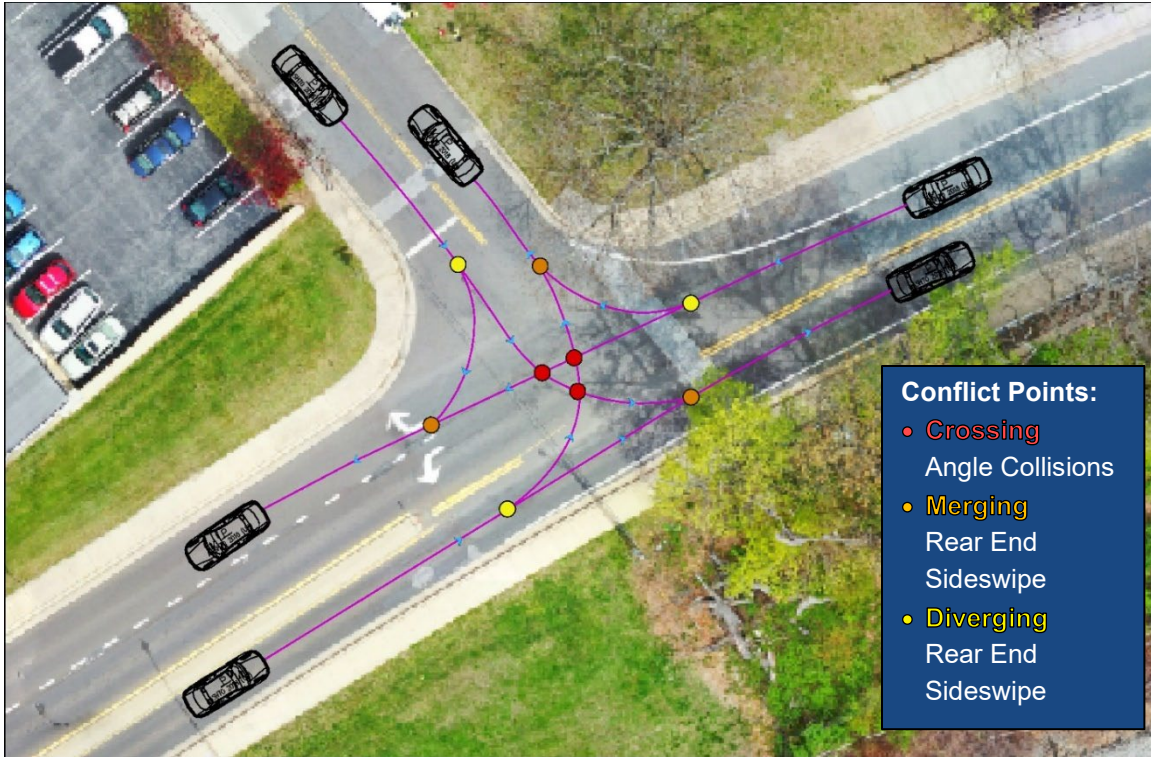 Conflict Points:
Crossing
Angle Collisions
Merging
Rear End
Sideswipe
Diverging
Rear End
Sideswipe